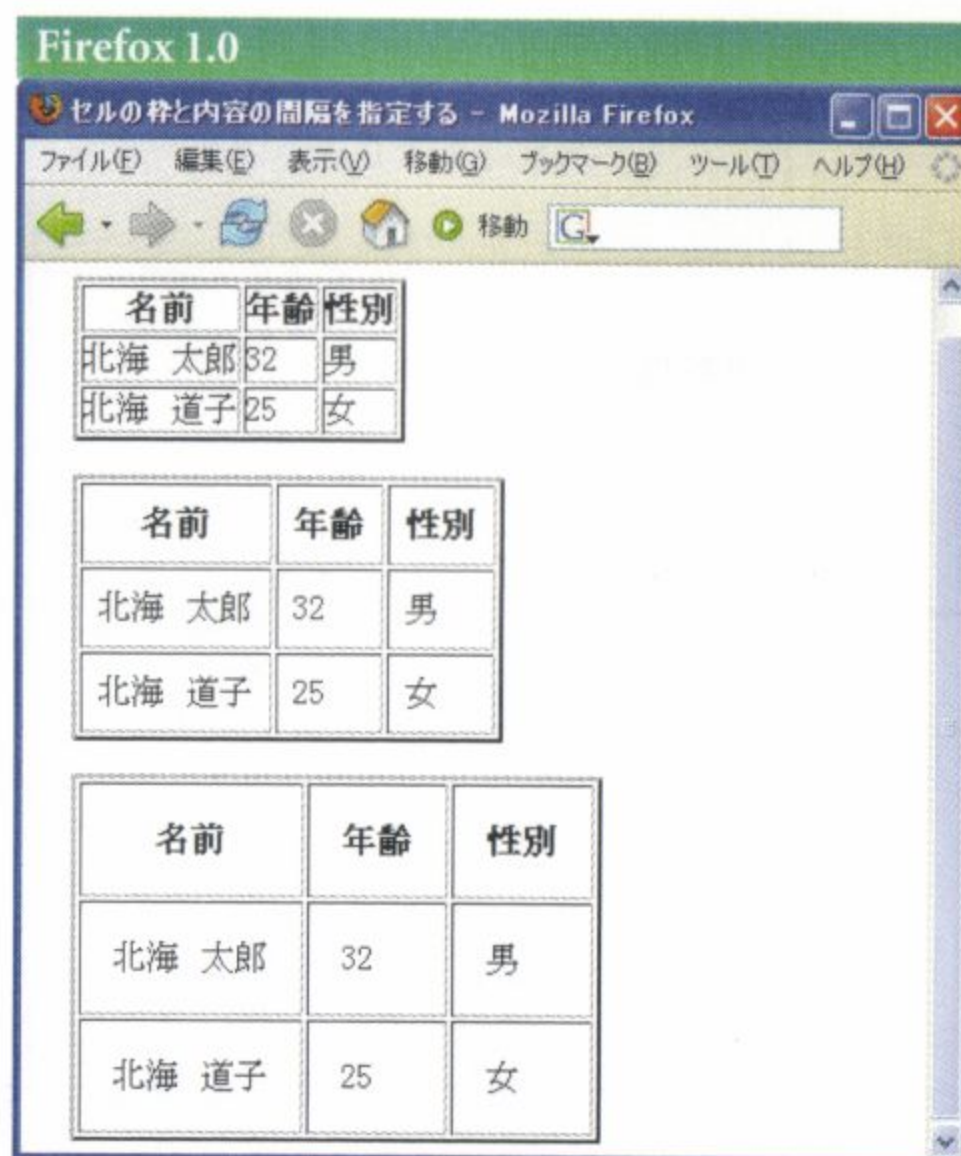 Firefox 1.0
セルの枠と内容の間隔を指定する - Mozilla Firefox
ファイル(F) 編集(E) 表示(V) 移動(G) ブックマーク(B) ツール(T) ヘルプ(H)
移動 G
名前 年齢 性別
北海 太郎 32 男
北海 道子 25 女
名前 年齢 性別
北海 太郎 32 男
北海 道子 25 女
名前 年齢 性別
北海 太郎 32 男
北海 道子 25 女